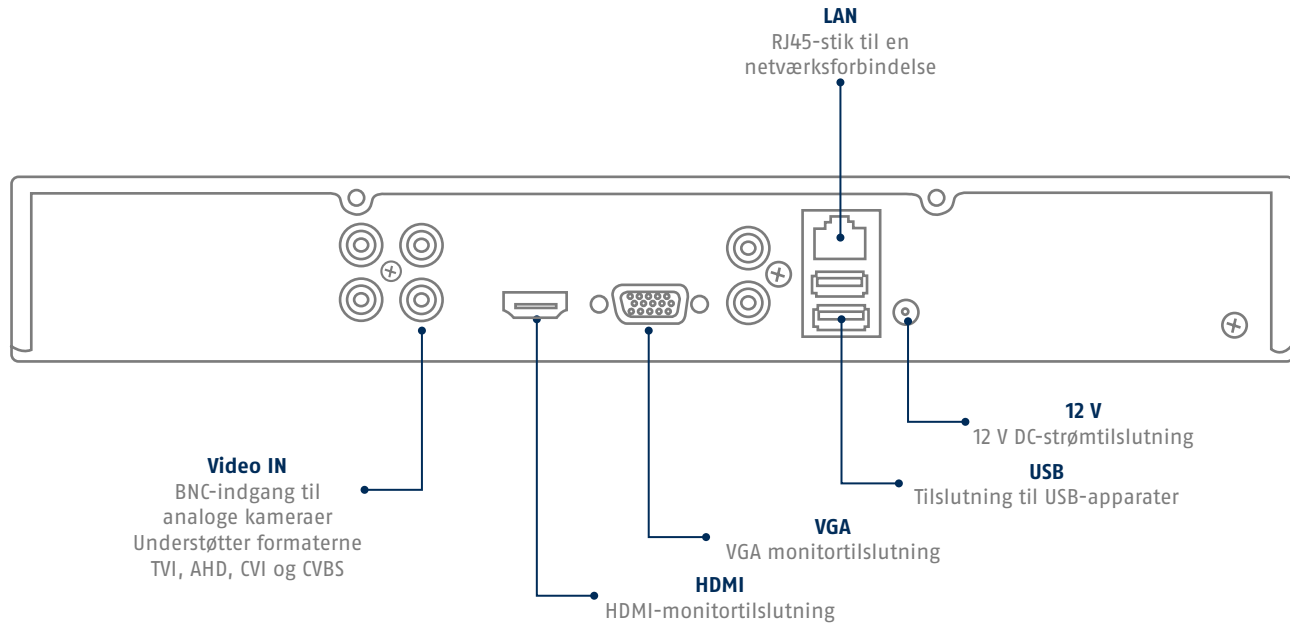 LAN
RJ45-stik til en
netværksforbindelse
12 V
12 V DC-strømtilslutning
Video IN
BNC-indgang til
analoge kameraer
Understøtter formaterne
TVI, AHD, CVI og CVBS
USB
Tilslutning til USB-apparater
VGA
VGA monitortilslutning
HDMI
HDMI-monitortilslutning